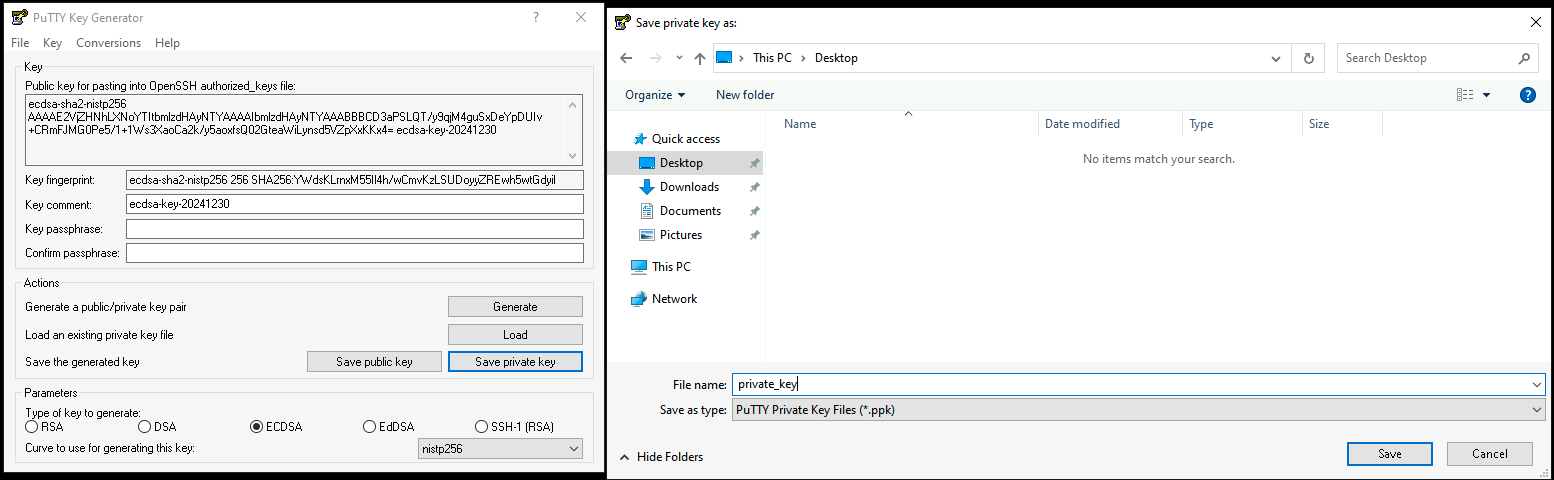 PuTTY Key Generator
?
File Key Conversions Help
Key
Public key for pasting into OpenSSH authorized_keys file:
ecdsa-sha2-nistp256
AAAAE2VjZHNhLXNoYTItbmlzdHAyNTYAAAAIbmlzdHAyNTYAAABBBCD3aPSLQT/y9qjM4guSxDeYpDUIv
+CRmFJMG0Pe5/1+1Ws3XaoCa2k/y5aoxfsQ02GteaWiLynsd5VZpXxKKx4= ecdsa-key-20241230
Key fingerprint: ecdsa-sha2-nistp256 256 SHA256:YWdsKLrnxM55Il4h/wCmvKzLSUDoyyZREwh5wtGdyiI
Key comment: ecdsa-key-20241230
Key passphrase:
Confirm passphrase:
Actions
Generate a public/private key pair Generate
Load an existing private key file Load
Save the generated key Save public key Save private key
Parameters
Type of key to generate:
RSA DSA ECDSA EdDSA SSH-1 (RSA)
Curve to use for generating this key: nistp256
Save private key as:
This PC Desktop Search Desktop
Organize New folder ?
Name Date modified Type Size
No items match your search.
Quick access
Desktop
Downloads
Documents
Pictures
This PC
Network
File name: private_key
Save as type: PuTTY Private Key Files (*.ppk)
Hide Folders Save Cancel